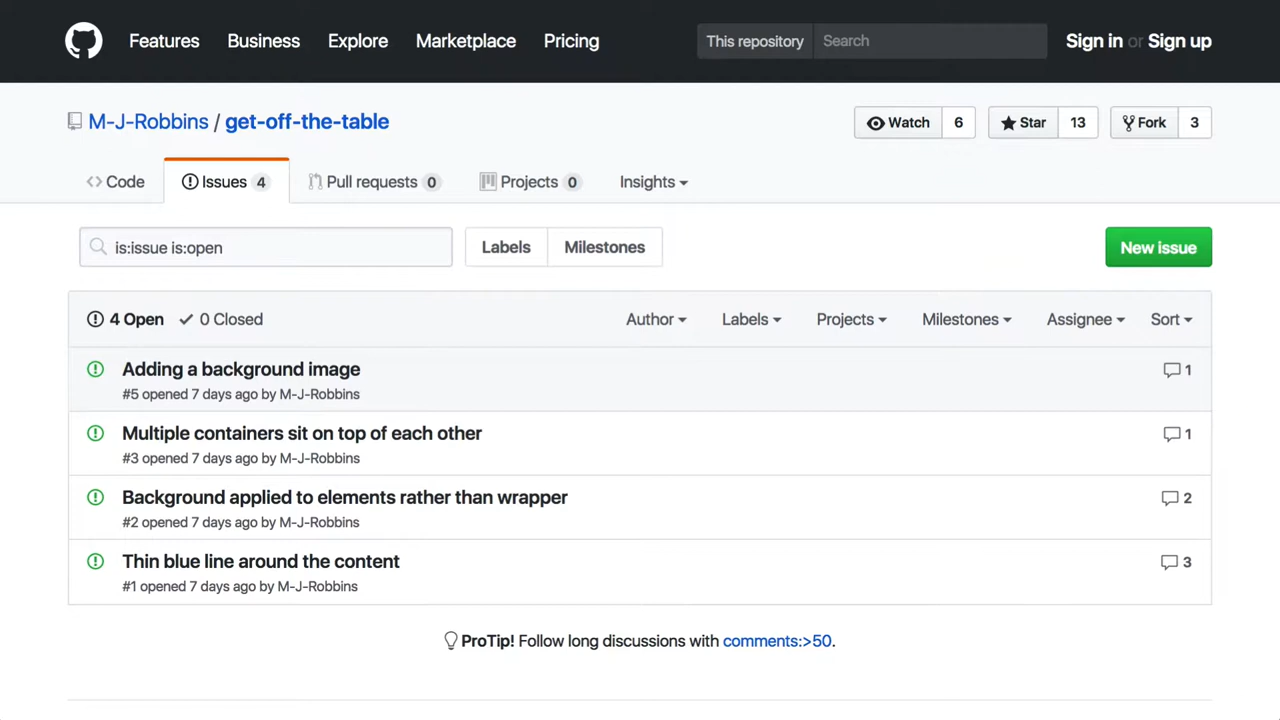 Features Business Explore Marketplace Pricing This repository Search Sign in or Sign up
M-J-Robbins / get-off-the-table Watch 6 Star 13 Fork 3
Code Issues 4 Pull requests 0 Projects 0 Insights
is:issue is:open Labels Milestones New issue
4 Open 0 Closed Author Labels Projects Milestones Assignee Sort
Adding a background image 1
#5 opened 7 days ago by M-J-Robbins
Multiple containers sit on top of each other 1
#3 opened 7 days ago by M-J-Robbins
Background applied to elements rather than wrapper 2
#2 opened 7 days ago by M-J-Robbins
Thin blue line around the content 3
#1 opened 7 days ago by M-J-Robbins
ProTip! Follow long discussions with comments:>50.